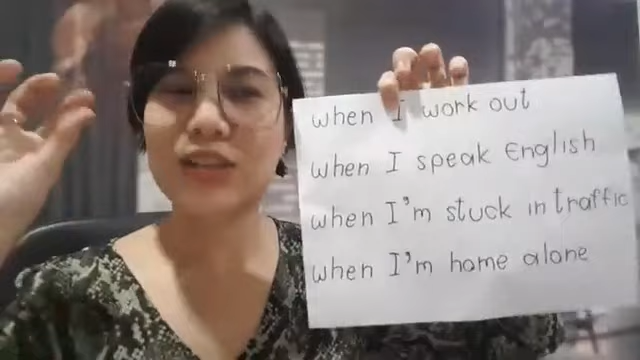 when I work out
when I speak English
when I'm stuck in traffic
when I'm home alone